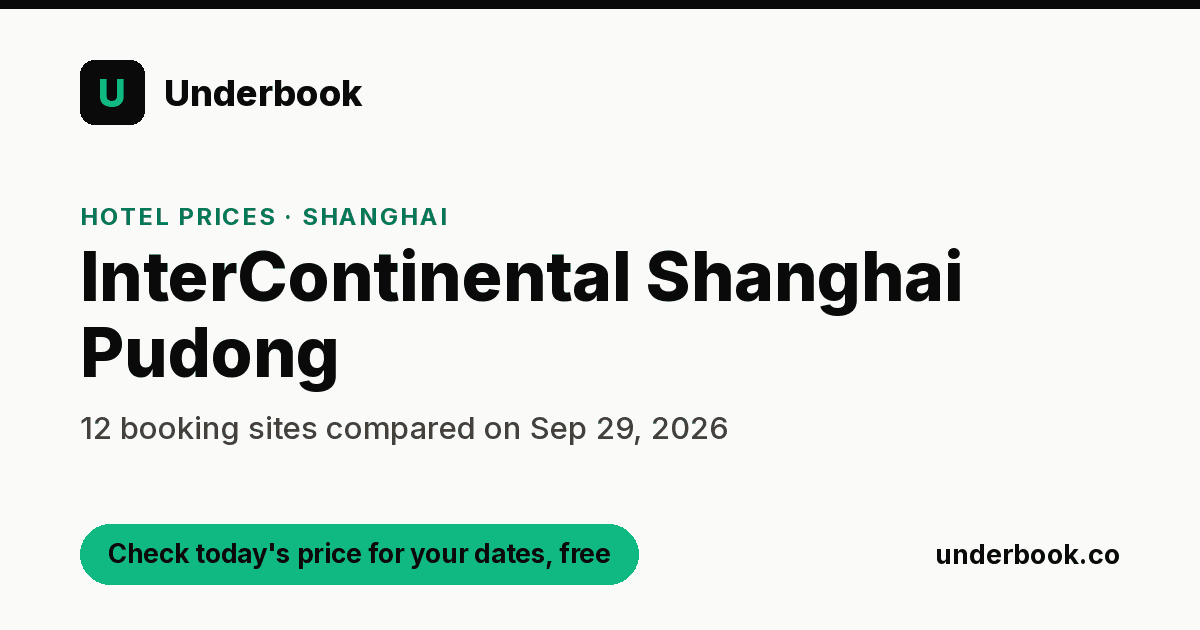 U Underbook
HOTEL PRICES · SHANGHAI
InterContinental Shanghai
Pudong
12 booking sites compared on Sep 29, 2026
Check today's price for your dates, free
underbook.co